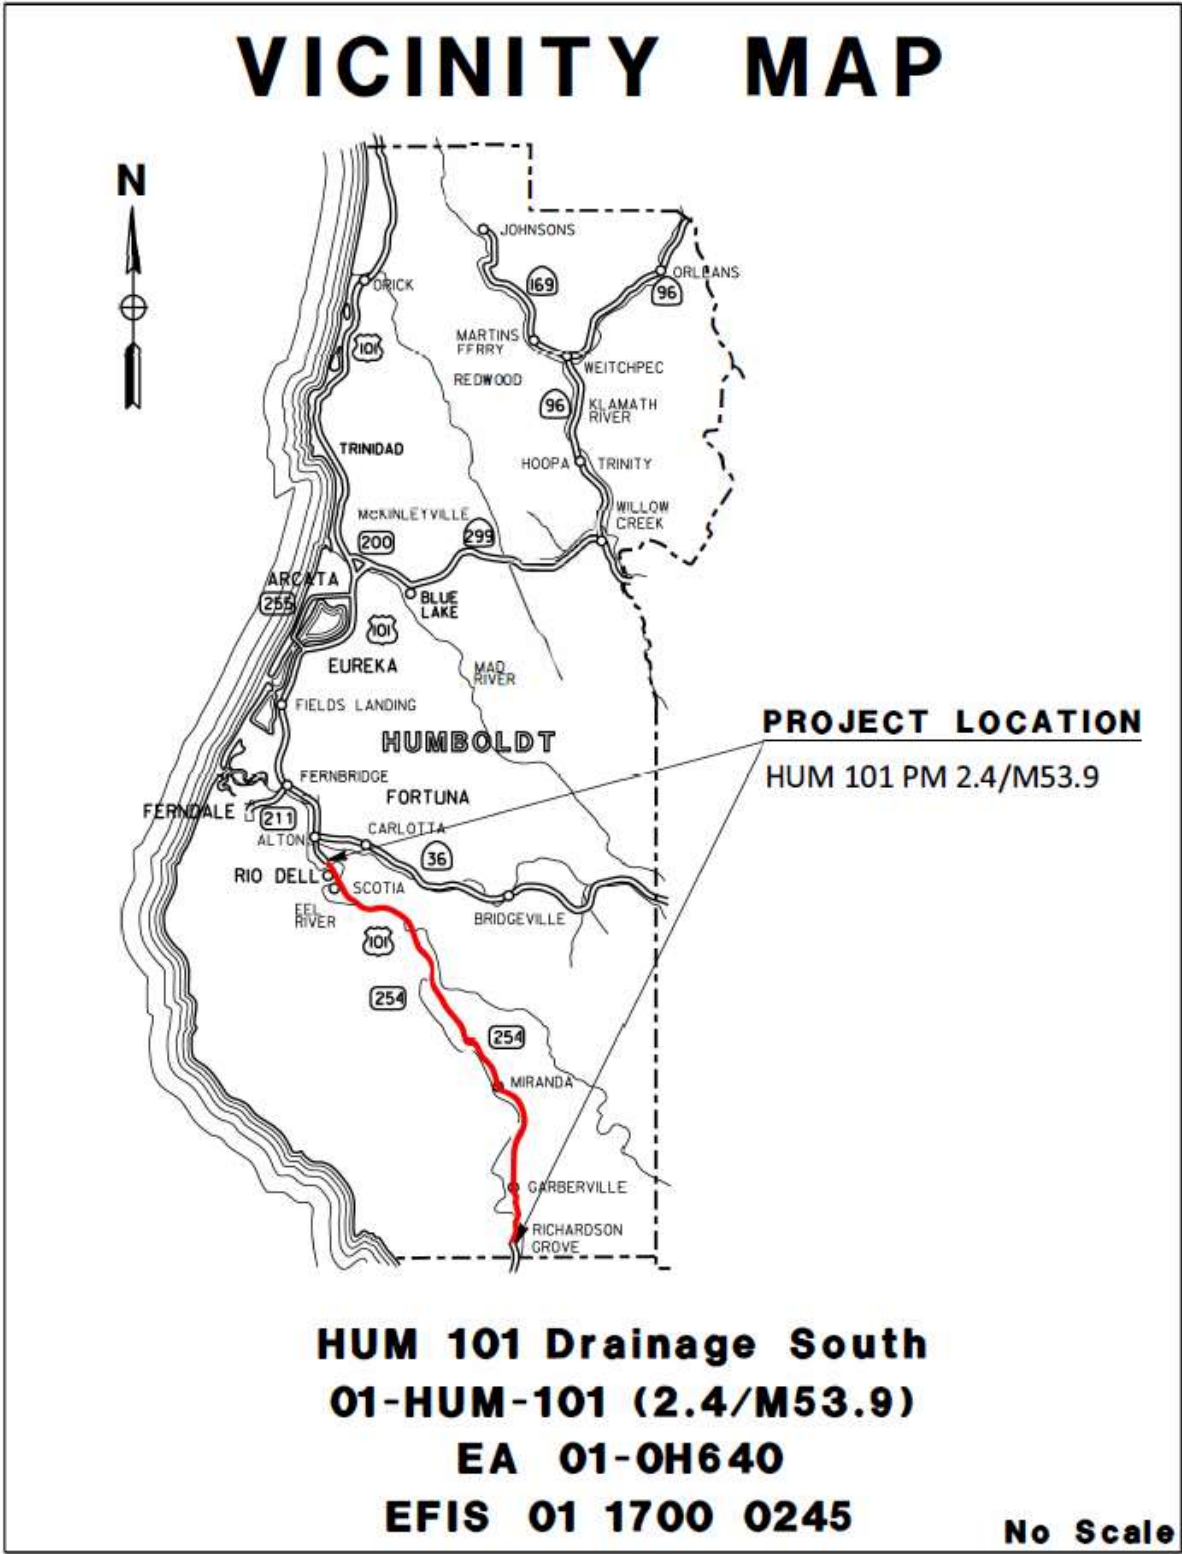 VICINITY MAP
N
JOHNSONS
ORLEANS
169
96
ORICK
MARTINS
FERRY
101
WEITCHPEC
REDWOOD
96
KLAMATH
RIVER
TRINIDAD
HOOPA
TRINITY
WILLOW
CREEK
McKINLEYVILLE
200
299
ARCATA
255
BLUE
LAKE
101
EUREKA
MAD
RIVER
FIELDS LANDING
PROJECT LOCATION
HUM 101 PM 2.4/M53.9
HUMBOLDT
FERNBRIDGE
FORTUNA
FERNDALE
211
CARLOTTA
ALTON
36
RIO DELL
SCOTIA
EEL
RIVER
BRIDGEVILLE
101
254
254
MIRANDA
GARBERVILLE
RICHARDSON
GROVE
HUM 101 Drainage South
01-HUM-101 (2.4/M53.9)
EA 01-0H640
EFIS 01 1700 0245
No Scale